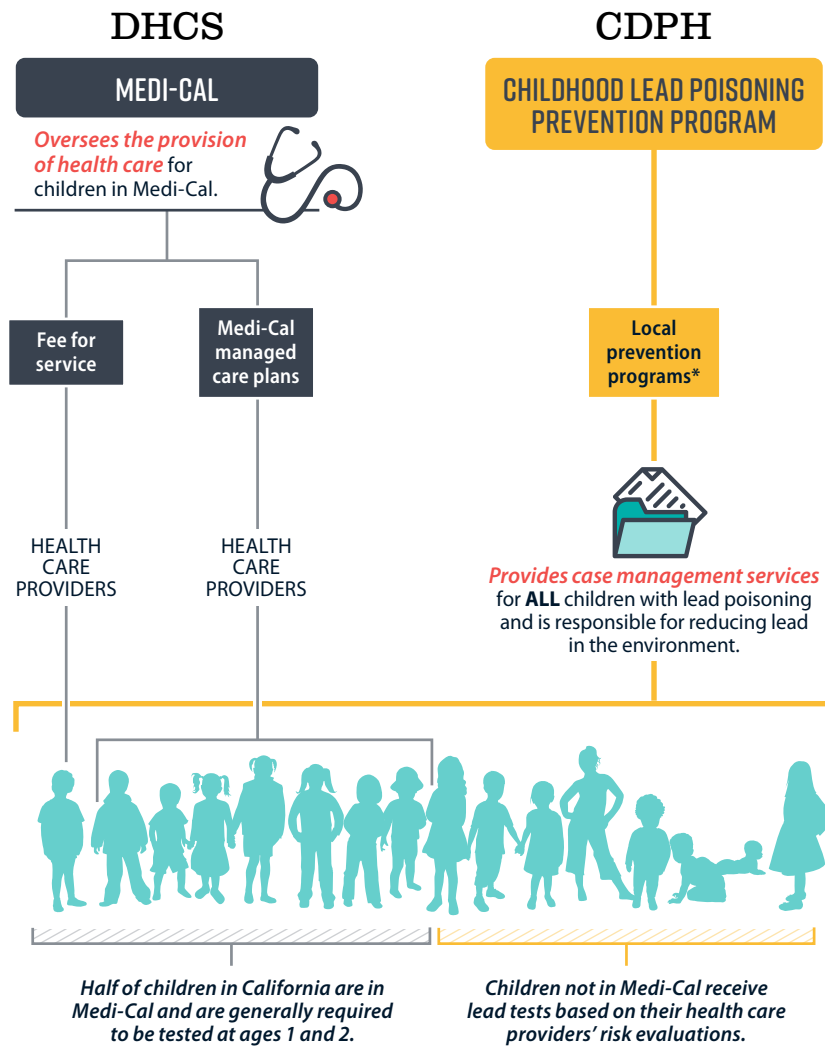 DHCS
MEDI-CAL
Oversees the provision
of health care for
children in Medi-Cal.
Fee for
service
Medi-Cal
managed
care plans
HEALTH
CARE
PROVIDERS
HEALTH
CARE
PROVIDERS
CDPH
CHILDHOOD LEAD POISONING
PREVENTION PROGRAM
Local
prevention
programs*
Provides case management services
for ALL children with lead poisoning
and is responsible for reducing lead
in the environment.
Half of children in California are in
Medi-Cal and are generally required
to be tested at ages 1 and 2.
Children not in Medi-Cal receive
lead tests based on their health care
providers’ risk evaluations.